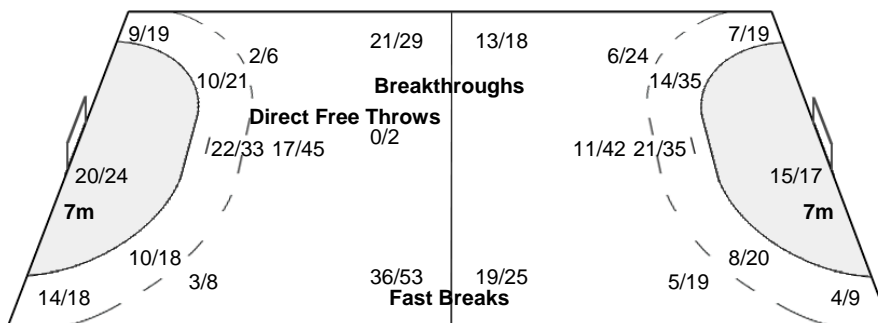 9/19 21/29 13/18 7/19
2/6 6/24
10/21 Breakthroughs 14/35
Direct Free Throws
0/2
22/33 17/45 11/42 21/35
20/24 15/17
7m 7m
10/18 8/20
3/8 36/53 19/25 5/19
14/18 Fast Breaks 4/9